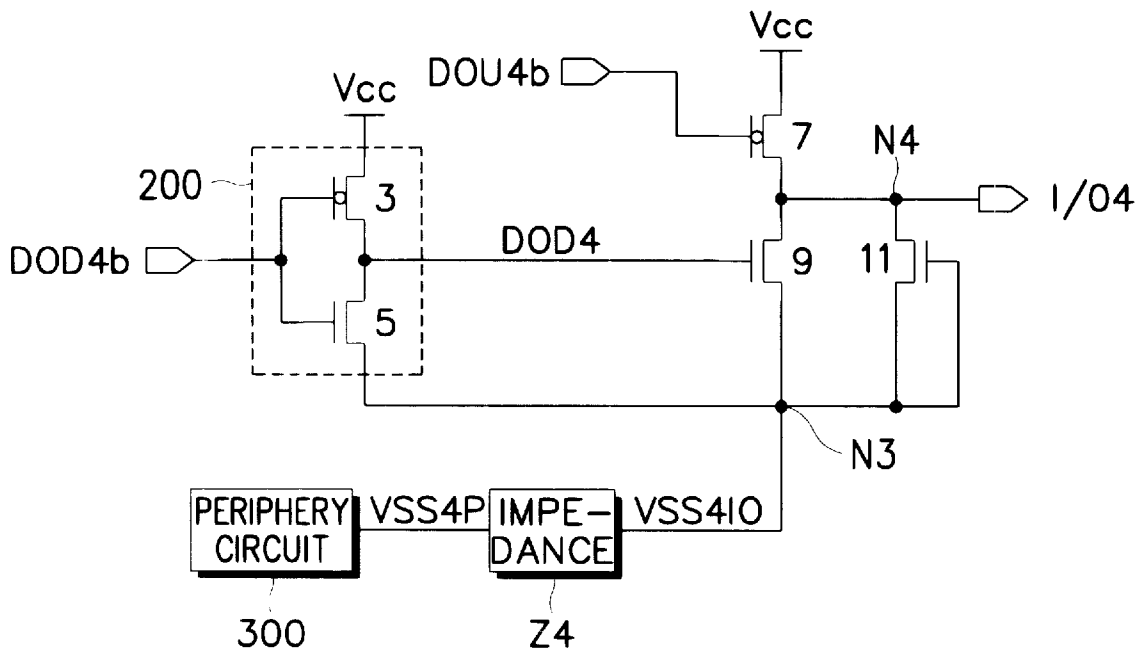 Vcc
DOU4b
Vcc
7
N4
200
3
I/04
DOD4b
DOD4
9
11
5
N3
PERIPHERY
CIRCUIT
VSS4P
IMPE-
DANCE
VSS4IO
300
Z4